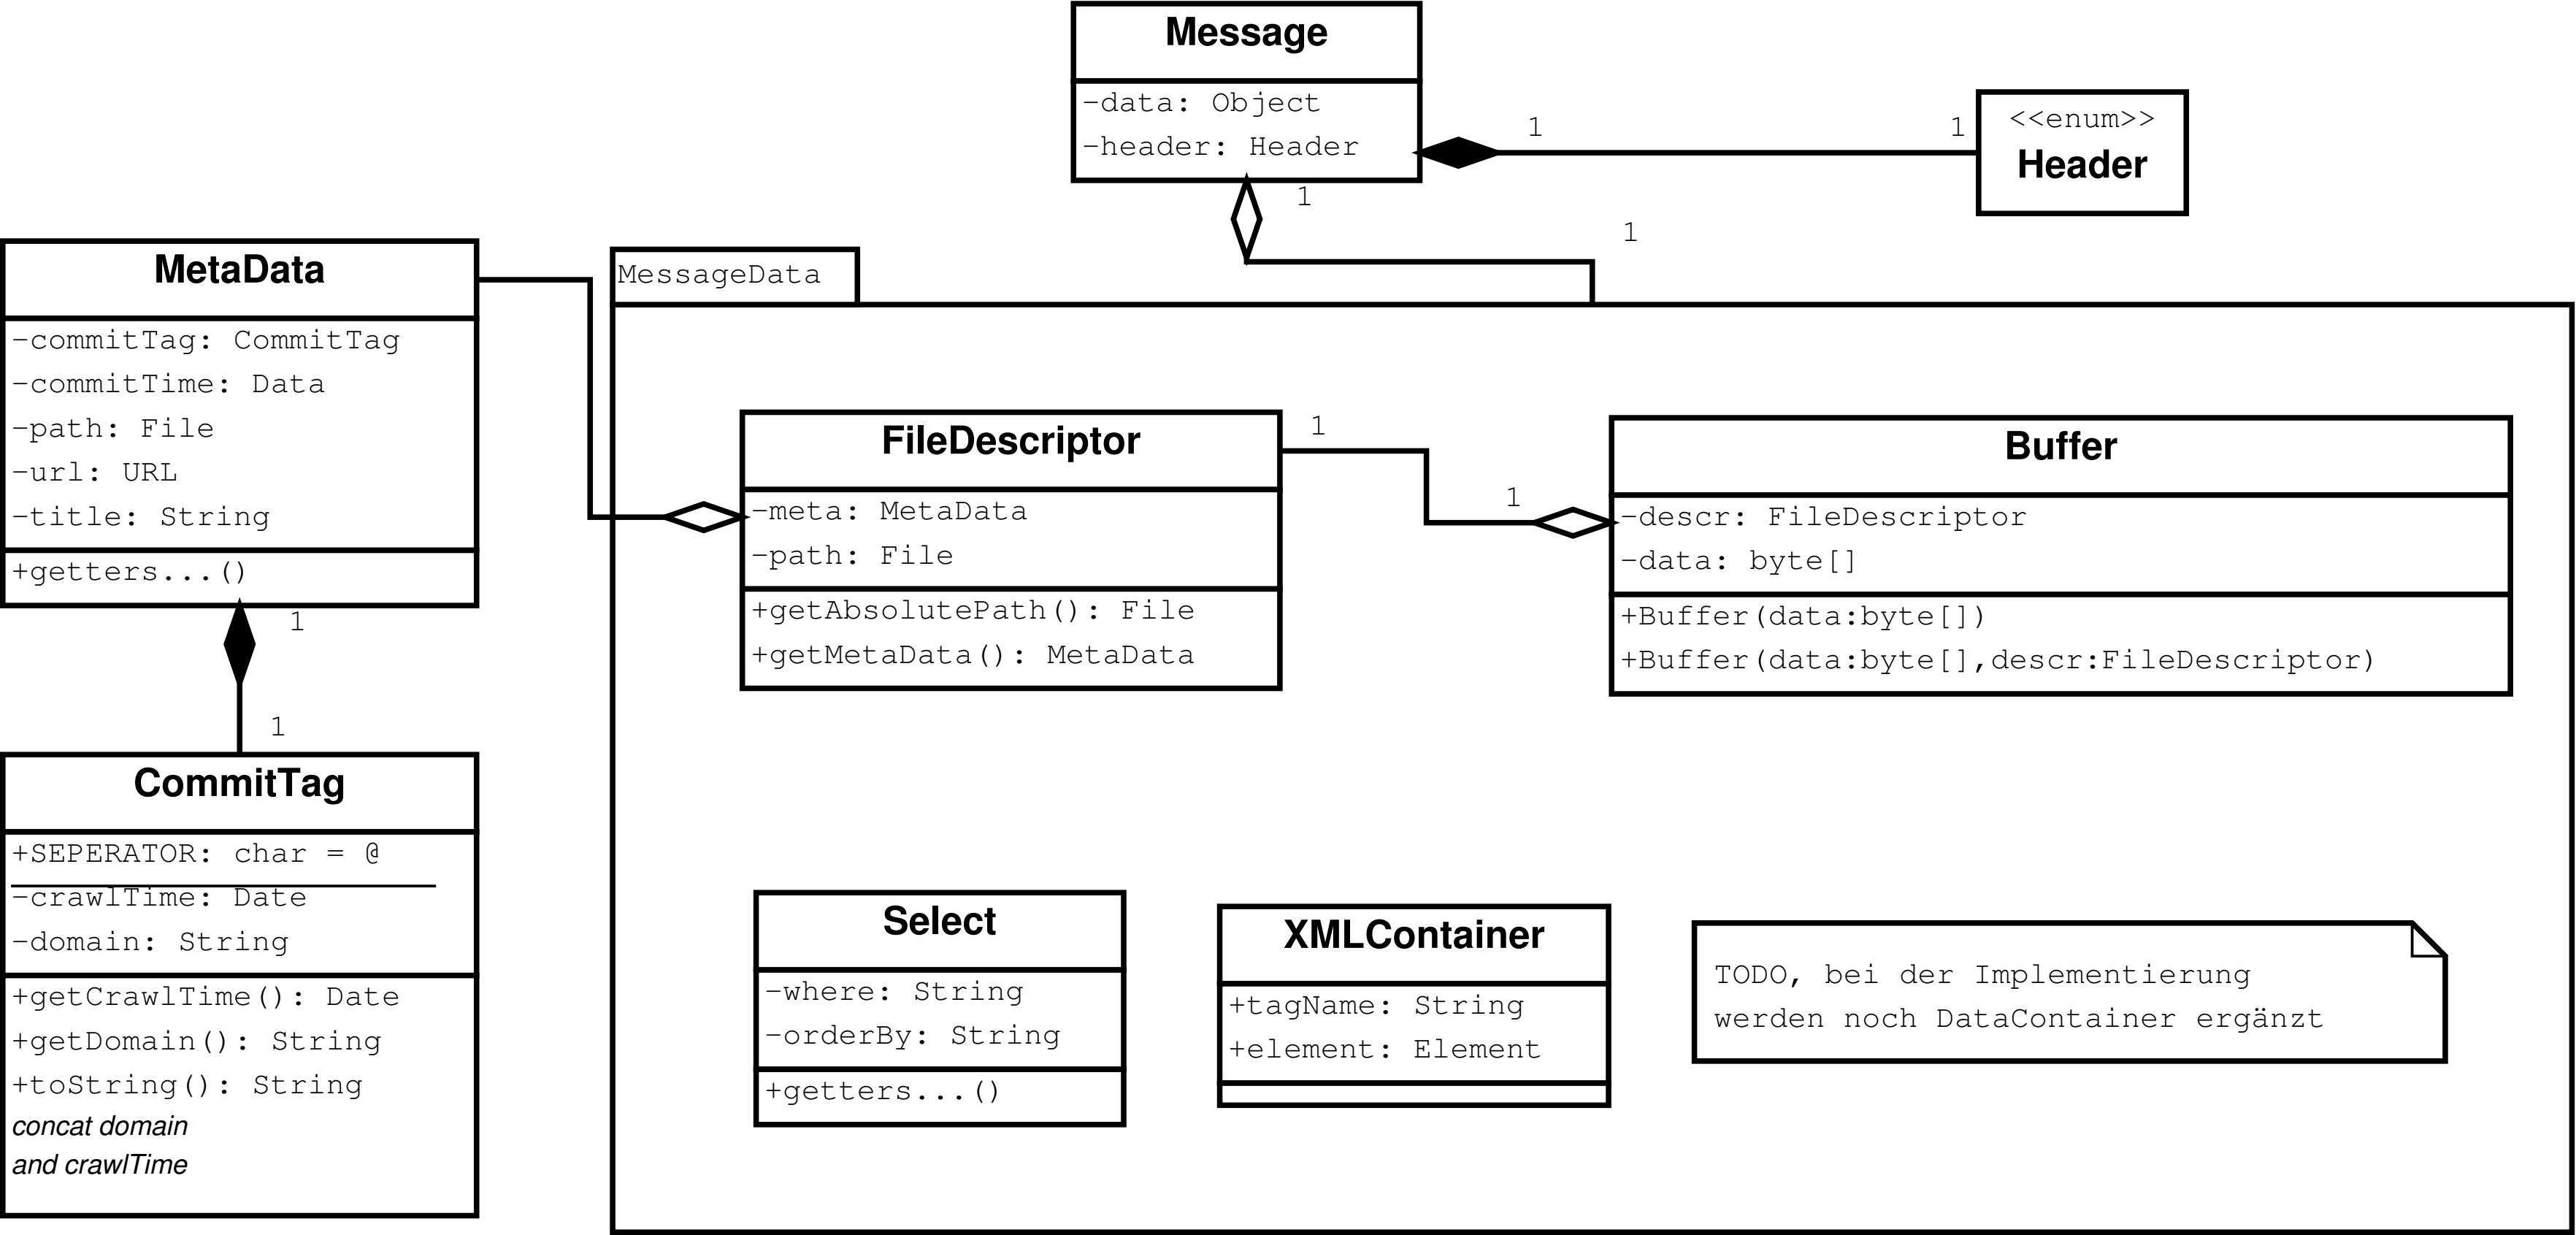 Message
-data: Object
-header: Header
1
1
<<enum>>
Header
1
1
MetaData
-commitTag: CommitTag
-commitTime: Data
-path: File
-url: URL
-title: String
+getters...()
1
1
CommitTag
+SEPERATOR: char = @
-crawlTime: Date
-domain: String
+getCrawlTime(): Date
+getDomain(): String
+toString(): String
concat domain
and crawlTime
MessageData
FileDescriptor
-meta: MetaData
-path: File
+getAbsolutePath(): File
+getMetaData(): MetaData
1
1
Buffer
-descr: FileDescriptor
-data: byte[]
+Buffer(data:byte[])
+Buffer(data:byte[],descr:FileDescriptor)
Select
-where: String
-orderBy: String
+getters...()
XMLContainer
+tagName: String
+element: Element
TODO, bei der Implementierung
werden noch DataContainer ergänzt